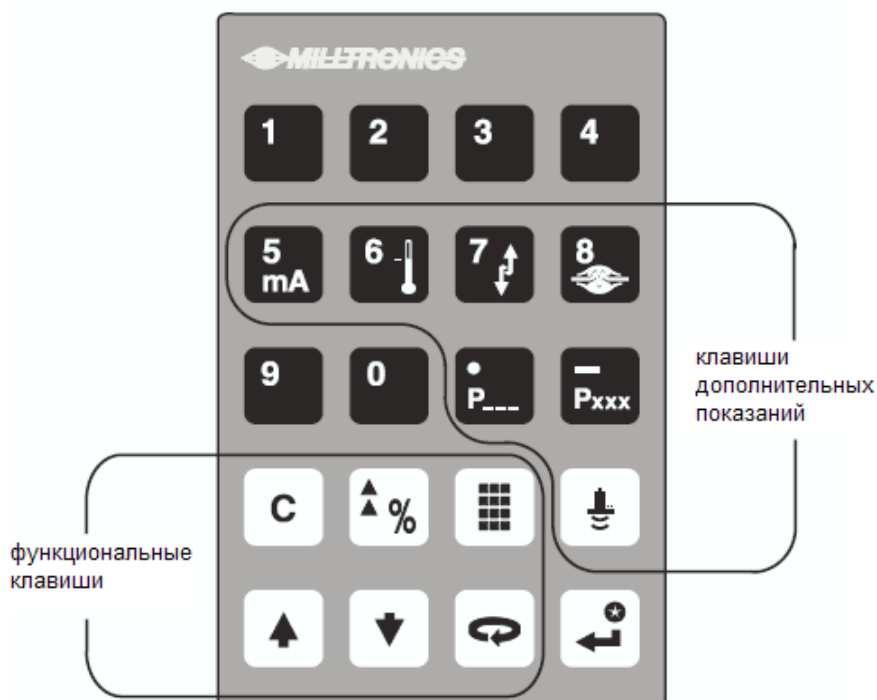 MILLTRONICS
1 2 3 4
5 6 7 8
mA
клавиши
дополнительных
показаний
9 0 • –
P___ Pxxx
C %
функциональные
клавиши